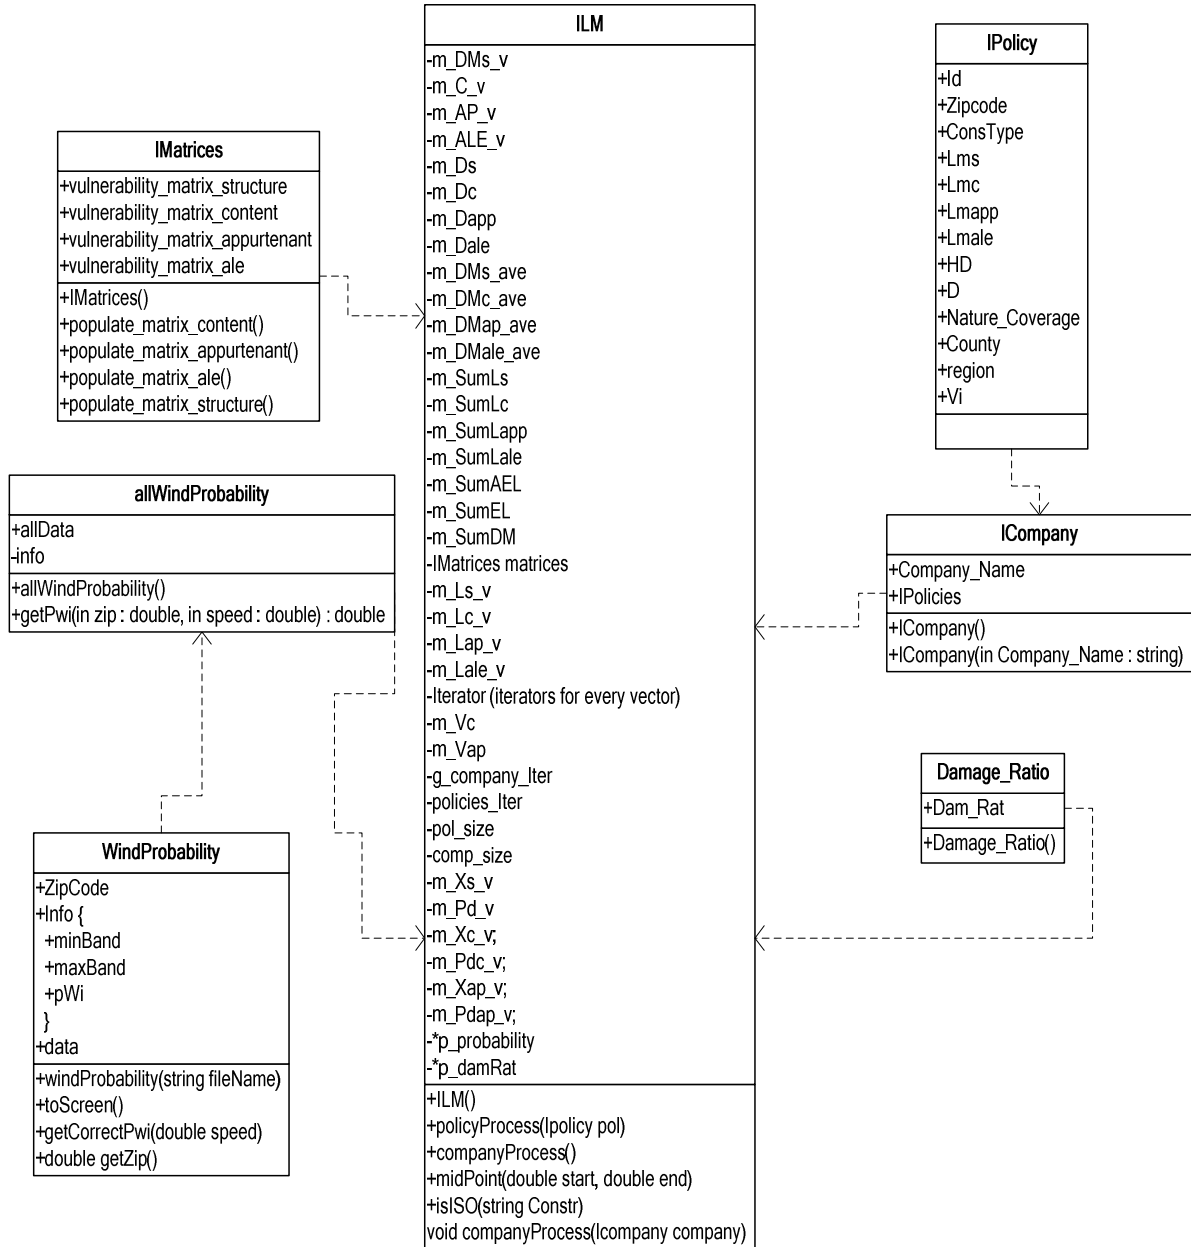 ILM
-m_DMs_v
-m_C_v
-m_AP_v
-m_ALE_v
-m_Ds
-m_Dc
-m_Dapp
-m_Dale
-m_DMs_ave
-m_DMc_ave
-m_DMap_ave
-m_DMale_ave
-m_SumLs
-m_SumLc
-m_SumLapp
-m_SumLale
-m_SumAEL
-m_SumEL
-m_SumDM
-IMatrices matrices
-m_Ls_v
-m_Lc_v
-m_Lap_v
-m_Lale_v
-Iterator (iterators for every vector)
-m_Vc
-m_Vap
-g_company_Iter
-policies_Iter
-pol_size
-comp_size
-m_Xs_v
-m_Pd_v
-m_Xc_v;
-m_Pdc_v;
-m_Xap_v;
-m_Pdap_v;
-*p_probability
-*p_damRat
+ILM()
+policyProcess(Ipolicy pol)
+companyProcess()
+midPoint(double start, double end)
+isISO(string Constr)
void companyProcess(Icompany company)
IMatrices
+vulnerability_matrix_structure
+vulnerability_matrix_content
+vulnerability_matrix_appurtenant
+vulnerability_matrix_ale
+IMatrices()
+populate_matrix_content()
+populate_matrix_appurtenant()
+populate_matrix_ale()
+populate_matrix_structure()
allWindProbability
+allData
-info
+allWindProbability()
+getPwi(in zip : double, in speed : double) : double
WindProbability
+ZipCode
+Info {
+minBand
+maxBand
+pWi
}
+data
+windProbability(string fileName)
+toScreen()
+getCorrectPwi(double speed)
+double getZip()
IPolicy
+Id
+Zipcode
+ConsType
+Lms
+Lmc
+Lmapp
+Lmale
+HD
+D
+Nature_Coverage
+County
+region
+Vi
ICompany
+Company_Name
+IPolicies
+ICompany()
+ICompany(in Company_Name : string)
Damage_Ratio
+Dam_Rat
+Damage_Ratio()